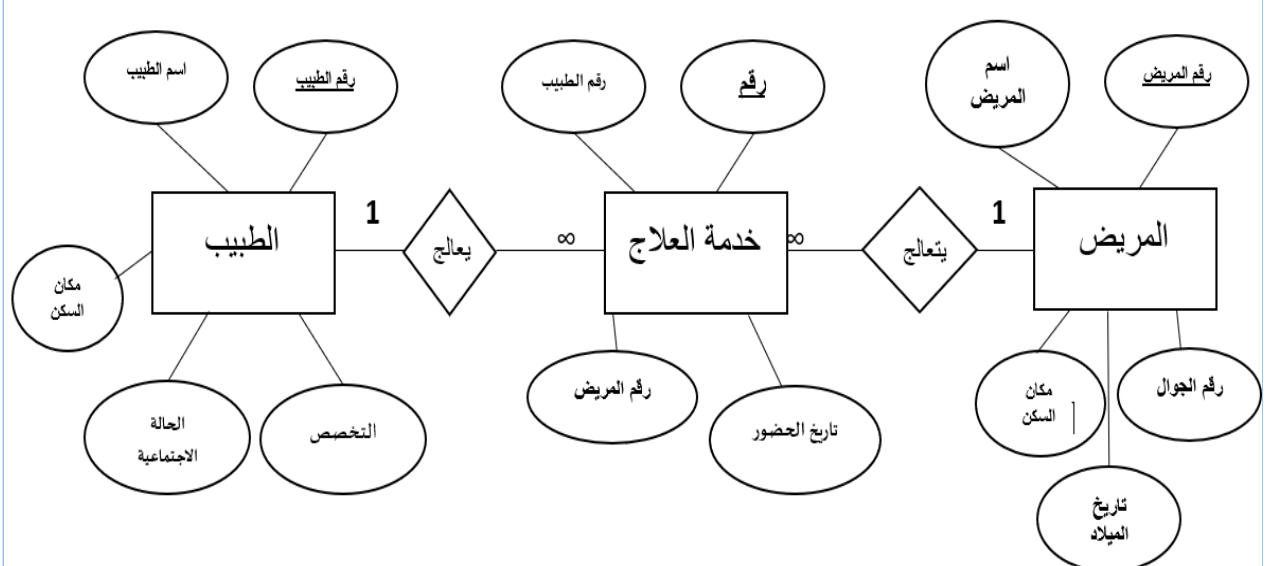 رقم المريض
اسم
المريض
رقم
رقم الطبيب
رقم الطبيب
اسم الطبيب
المريض
1
يتعالج
∞
خدمة العلاج
∞
يعالج
1
الطبيب
مكان
السكن
رقم الجوال
مكان
السكن
تاريخ
الميلاد
تاريخ الحضور
رقم المريض
التخصص
الحالة
الاجتماعية